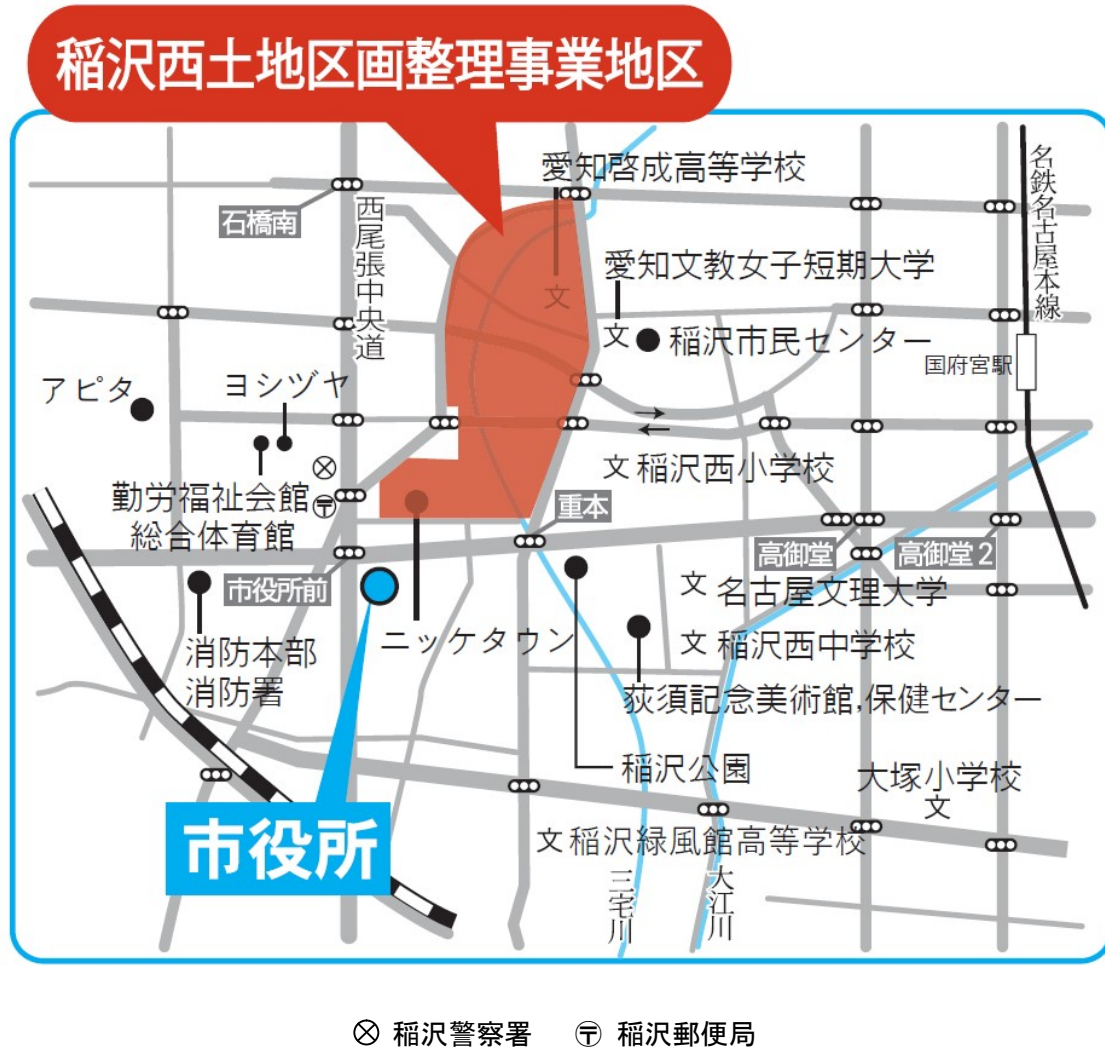 稲沢西土地区画整理事業地区
愛知啓成高等学校
名鉄名古屋本線
石橋南
西尾張中央道
文
愛知文教女子短期大学
文
稲沢市民センター
国府宮駅
アピタ
ヨシヅヤ
文 稲沢西小学校
勤労福祉会館
総合体育館
〒
重本
高御堂
高御堂2
市役所前
文 名古屋文理大学
ニッケタウン
文 稲沢西中学校
消防本部
消防署
荻須記念美術館,保健センター
稲沢公園
大塚小学校
文
市役所
文 稲沢緑風館高等学校
三宅川
大江川
稲沢警察署 〒 稲沢郵便局